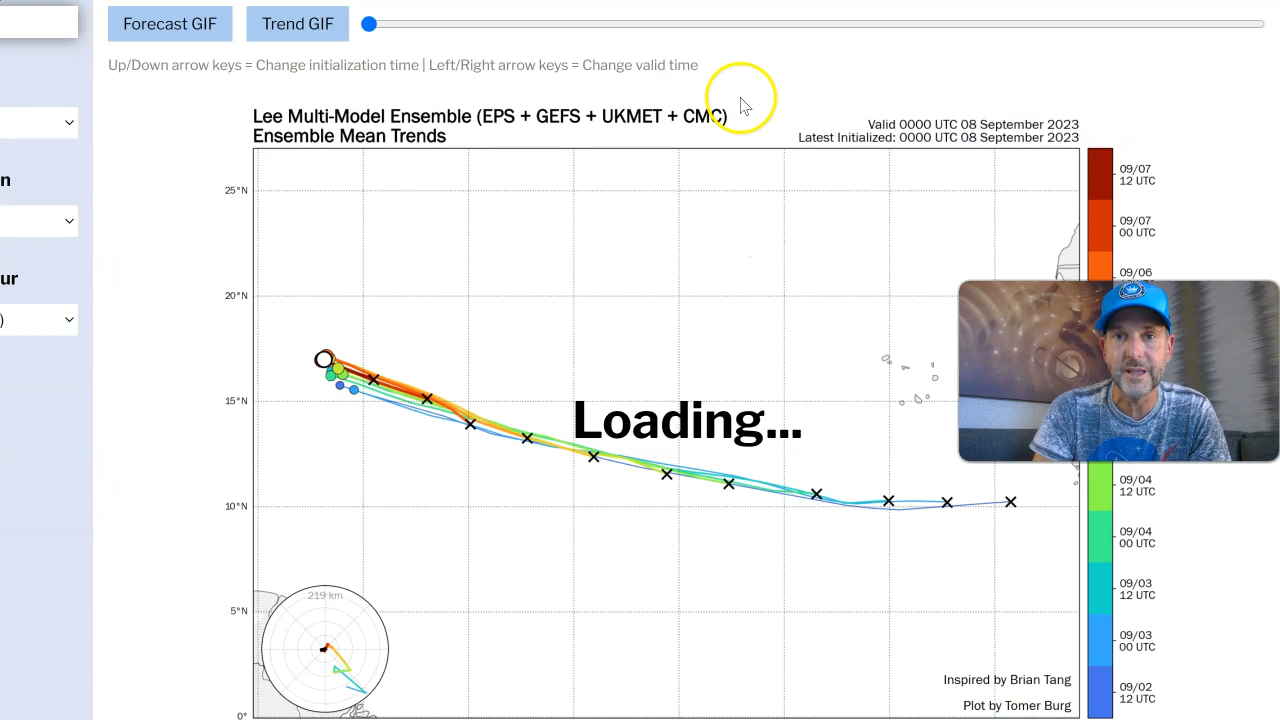 Forecast GIF
Trend GIF
Up/Down arrow keys = Change initialization time | Left/Right arrow keys = Change valid time
n
ur
)
Lee Multi-Model Ensemble (EPS + GEFS + UKMET + CMC)
Ensemble Mean Trends
Valid 0000 UTC 08 September 2023
Latest Initialized: 0000 UTC 08 September 2023
25°N
20°N
15°N
10°N
5°N
0°
Loading...
219 km
Inspired by Brian Tang
Plot by Tomer Burg
09/07
12 UTC
09/07
00 UTC
09/06
09/04
12 UTC
09/04
00 UTC
09/03
12 UTC
09/03
00 UTC
09/02
12 UTC